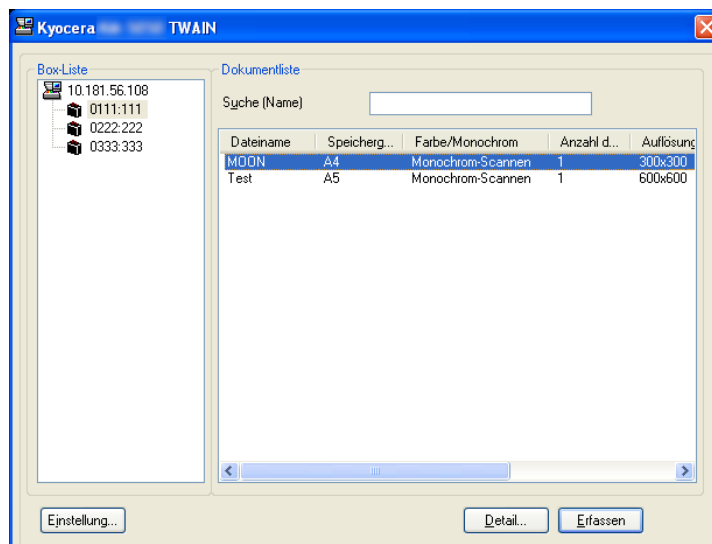 Kyocera TWAIN
Box-Liste
10.181.56.108
0111:111
0222:222
0333:333
Dokumentliste
Suche (Name)
Dateiname Speicherg... Farbe/Monochrom Anzahl d... Auflösung
MOON A4 Monochrom-Scannen 1 300x300
Test A5 Monochrom-Scannen 1 600x600
Einstellung... Detail... Erfassen